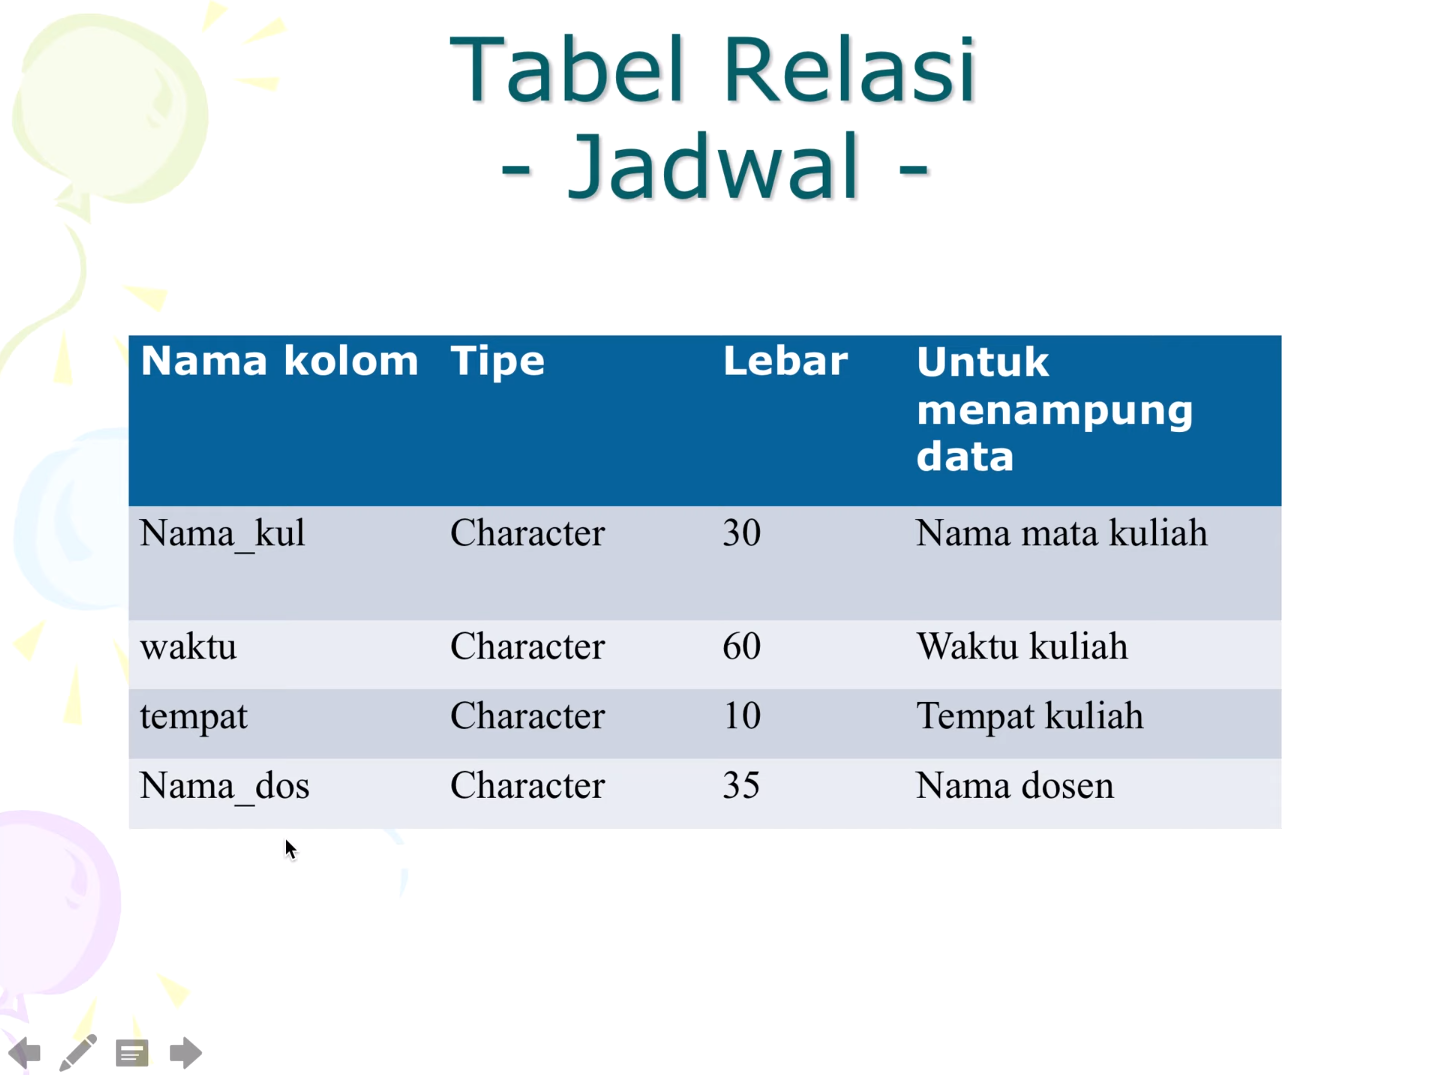 Tabel Relasi
- Jadwal -
Nama kolom Tipe Lebar Untuk
menampung
data
Nama_kul Character 30 Nama mata kuliah
waktu Character 60 Waktu kuliah
tempat Character 10 Tempat kuliah
Nama_dos Character 35 Nama dosen